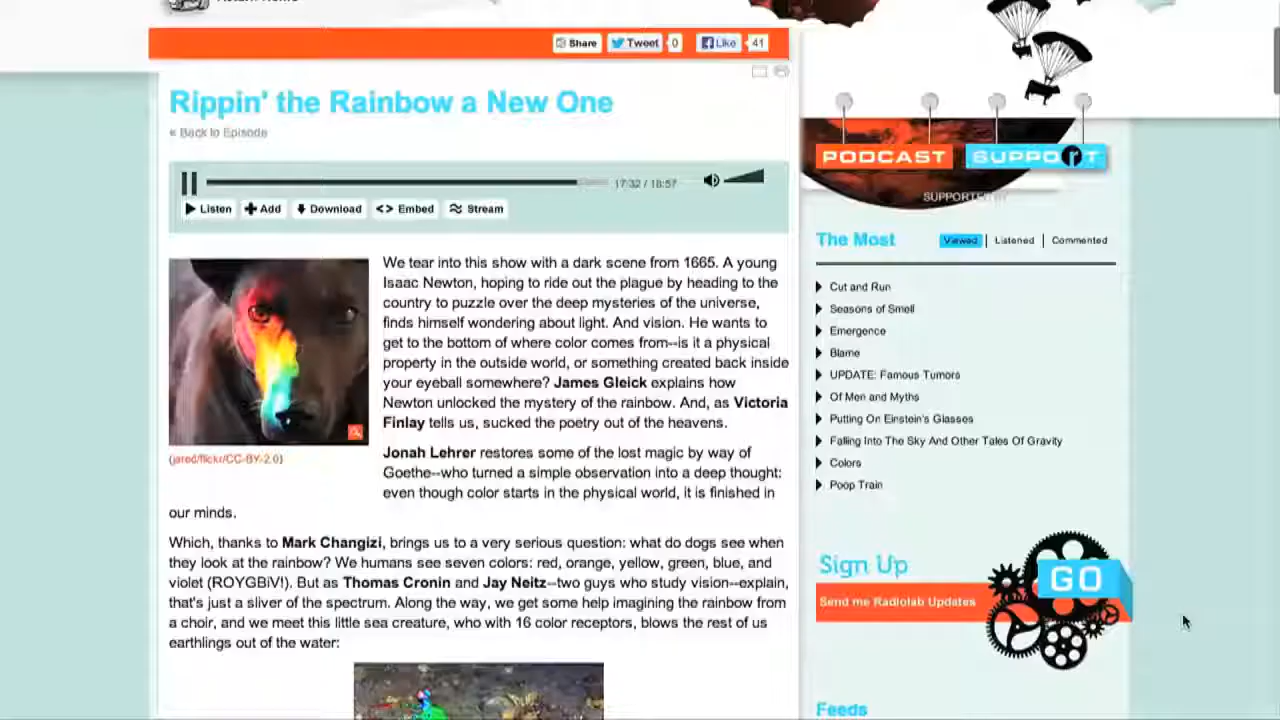 Share Tweet 0 Like 41
Rippin' the Rainbow a New One
« Back to Episode
17:32 / 18:57
Listen Add Download <> Embed Stream
We tear into this show with a dark scene from 1665. A young
Isaac Newton, hoping to ride out the plague by heading to the
country to puzzle over the deep mysteries of the universe,
finds himself wondering about light. And vision. He wants to
get to the bottom of where color comes from--is it a physical
property in the outside world, or something created back inside
your eyeball somewhere? James Gleick explains how
Newton unlocked the mystery of the rainbow. And, as Victoria
Finlay tells us, sucked the poetry out of the heavens.
(jared/flickr/CC-BY-2.0)
Jonah Lehrer restores some of the lost magic by way of
Goethe--who turned a simple observation into a deep thought:
even though color starts in the physical world, it is finished in
our minds.
Which, thanks to Mark Changizi, brings us to a very serious question: what do dogs see when
they look at the rainbow? We humans see seven colors: red, orange, yellow, green, blue, and
violet (ROYGBiV!). But as Thomas Cronin and Jay Neitz--two guys who study vision--explain,
that's just a sliver of the spectrum. Along the way, we get some help imagining the rainbow from
a choir, and we meet this little sea creature, who with 16 color receptors, blows the rest of us
earthlings out of the water:
PODCAST SUPPORT
SUPPORTED
The Most Viewed | Listened | Commented
Cut and Run
Seasons of Smell
Emergence
Blame
UPDATE: Famous Tumors
Of Men and Myths
Putting On Einstein's Glasses
Falling Into The Sky And Other Tales Of Gravity
Colors
Poop Train
Sign Up
GO
Send me Radiolab Updates
Feeds